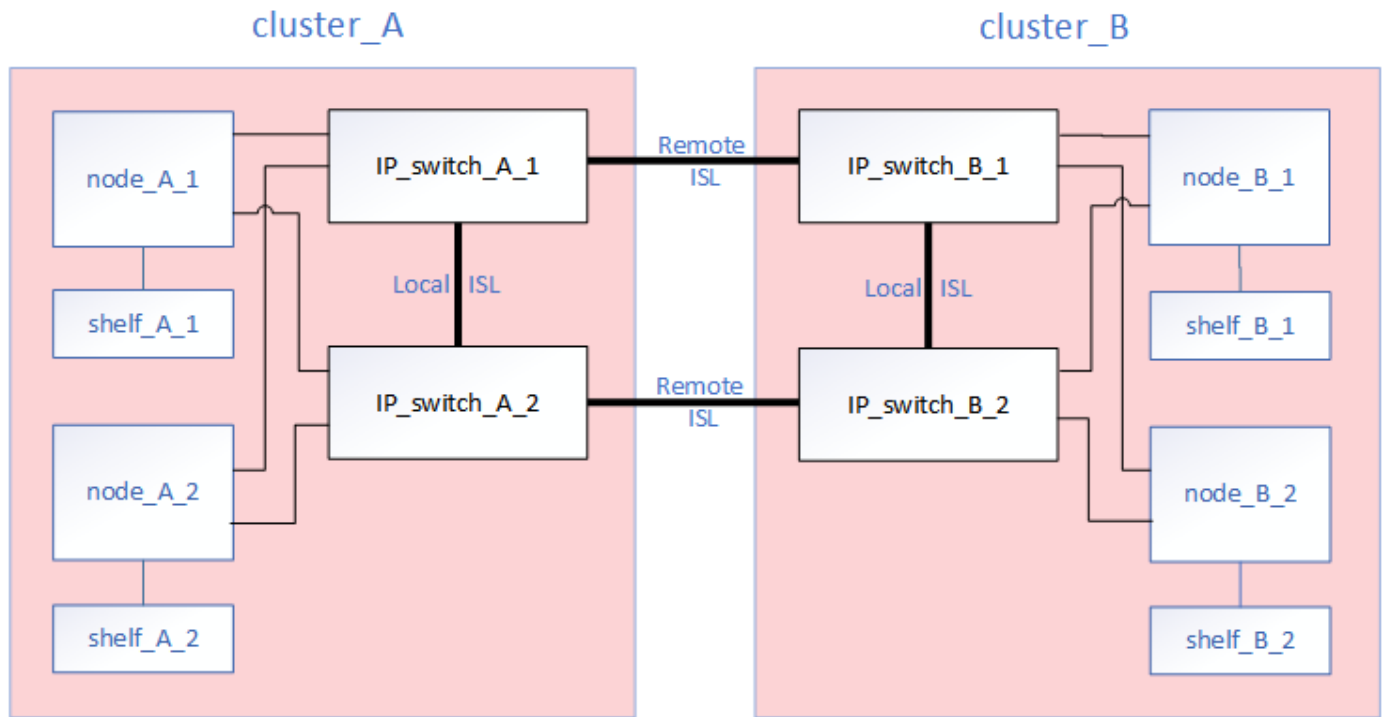 cluster_A
cluster_B
node_A_1
IP_switch_A_1
Remote
ISL
IP_switch_B_1
node_B_1
shelf_A_1
Local ISL
Local ISL
shelf_B_1
node_A_2
IP_switch_A_2
Remote
ISL
IP_switch_B_2
node_B_2
shelf_A_2
shelf_B_2